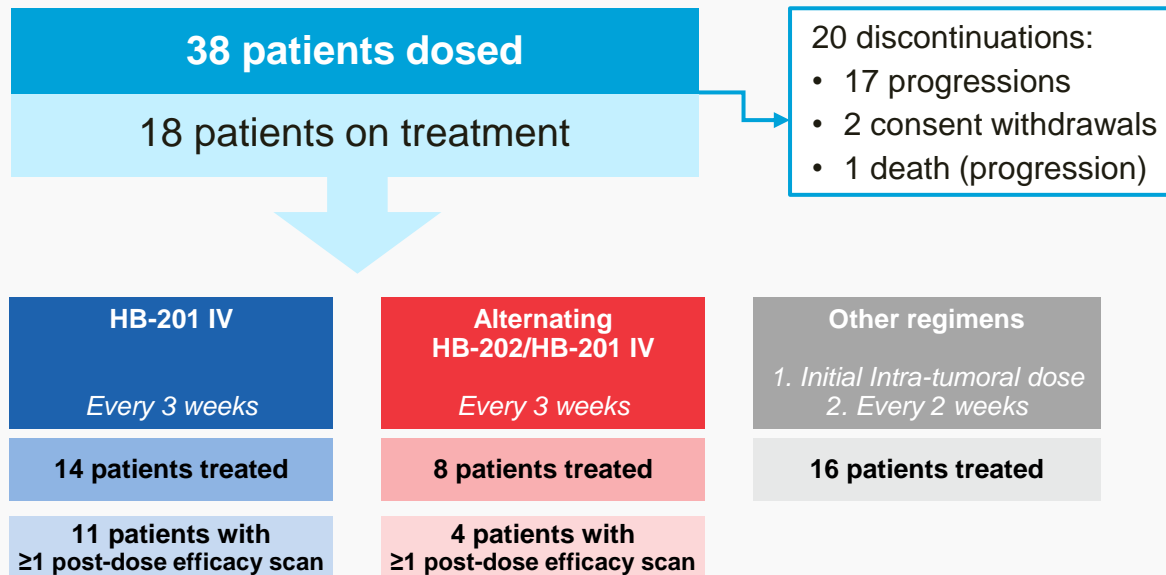 38 patients dosed
18 patients on treatment
20 discontinuations:
• 17 progressions
• 2 consent withdrawals
• 1 death (progression)
HB-201 IV
Every 3 weeks
14 patients treated
11 patients with
≥1 post-dose efficacy scan
Alternating
HB-202/HB-201 IV
Every 3 weeks
8 patients treated
4 patients with
≥1 post-dose efficacy scan
Other regimens
1. Initial Intra-tumoral dose
2. Every 2 weeks
16 patients treated